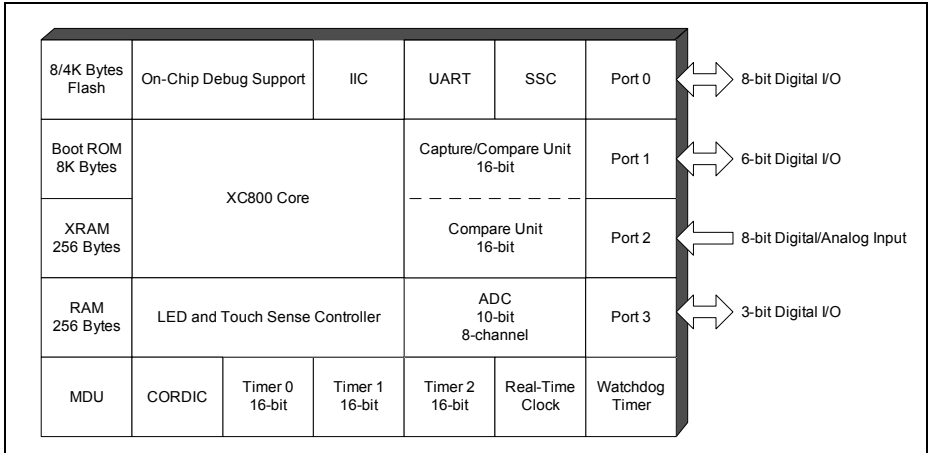 8/4K Bytes
Flash
On-Chip Debug Support
IIC
UART
SSC
Port 0
8-bit Digital I/O
Boot ROM
8K Bytes
XC800 Core
Capture/Compare Unit
16-bit
Port 1
6-bit Digital I/O
XRAM
256 Bytes
Compare Unit
16-bit
Port 2
8-bit Digital/Analog Input
RAM
256 Bytes
LED and Touch Sense Controller
ADC
10-bit
8-channel
Port 3
3-bit Digital I/O
MDU
CORDIC
Timer 0
16-bit
Timer 1
16-bit
Timer 2
16-bit
Real-Time
Clock
Watchdog
Timer